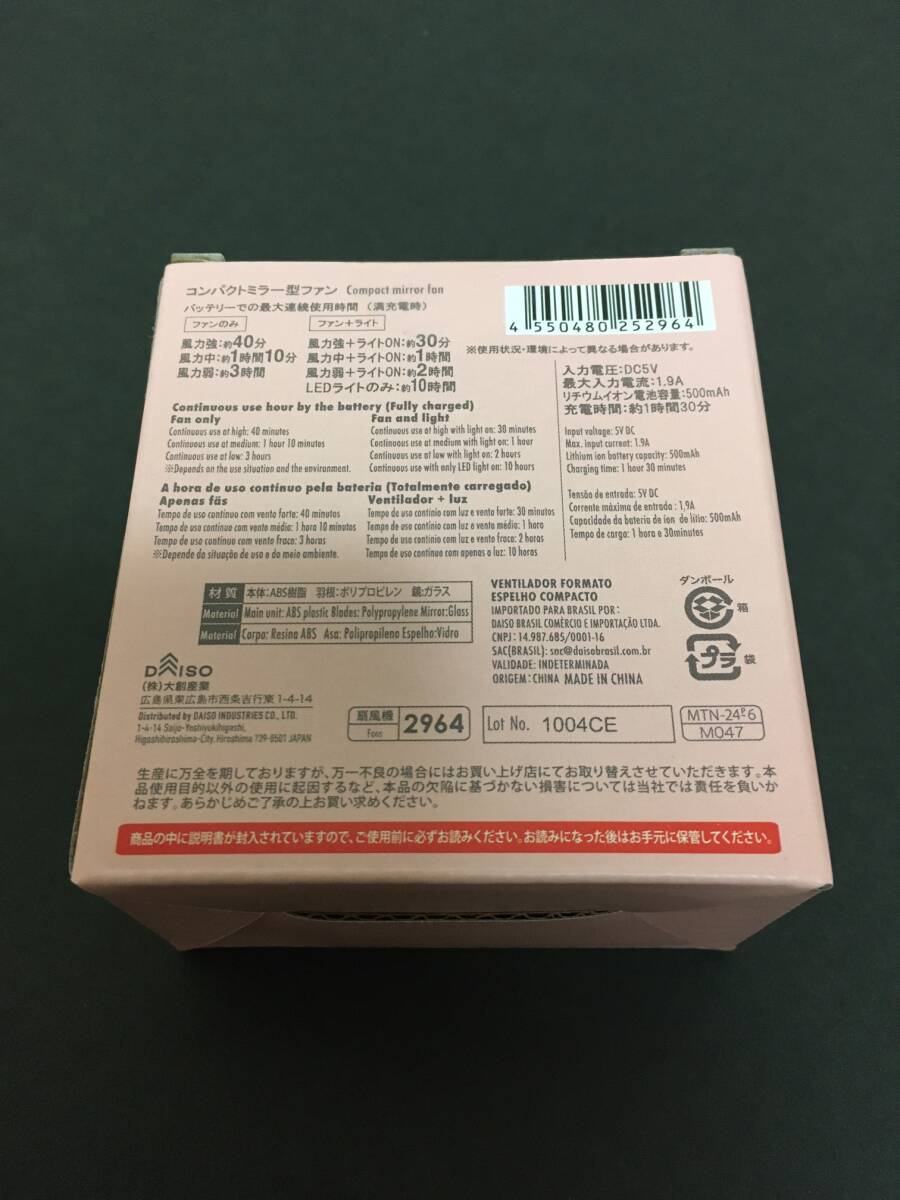 コンパクトミラー型ファン Compact mirror fan
バッテリーでの最大連続使用時間 (満充電時)
ファンのみ
風力強:約40分
風力中:約1時間10分
風力弱:約3時間
ファン+ライト
風力強+ライトON:約30分
風力中+ライトON:約1時間
風力弱+ライトON:約2時間
LEDライトのみ:約10時間
4 550480 252964
※使用状況・環境によって異なる場合があります。
入力電圧:DC5V
最大入力電流:1.9A
リチウムイオン電池容量:500mAh
充電時間:約1時間30分
Continuous use hour by the battery (Fully charged)
Fan only
Continuous use at high: 40 minutes
Continuous use at medium: 1 hour 10 minutes
Continuous use at low: 3 hours
※Depends on the use situation and the environment.
Fan and light
Continuous use at high with light on: 30 minutes
Continuous use at medium with light on: 1 hour
Continuous use at low with light on: 2 hours
Continuous use with only LED light on: 10 hours
Input voltage: 5V DC
Max. input current: 1.9A
Lithium ion battery capacity: 500mAh
Charging time: 1 hour 30 minutes
A hora de uso contínuo pela bateria (Totalmente carregado)
Apenas fãs
Tempo de uso contínuo com vento forte: 40 minutos
Tempo de uso contínuo com vento médio: 1 hora 10 minutos
Tempo de uso contínuo com vento fraco: 3 horas
※Depende da situação de uso e do meio ambiente.
Ventilador + luz
Tempo de uso contínio com luz e vento forte: 30 minutos
Tempo de uso contínio com luz e vento médio: 1 hora
Tempo de uso contínio com luz e vento fraco: 2 horas
Tempo de uso contínio com apenas a luz: 10 horas
Tensão de entrada: 5V DC
Corrente máxima de entrada : 1,9A
Capacidade da bateria de íon de lítio: 500mAh
Tempo de carga: 1 hora e 30minutos
材質 本体:ABS樹脂 羽根:ポリプロピレン 鏡:ガラス
Material Main unit: ABS plastic Blades: Polypropylene Mirror:Glass
Material Corpo: Resina ABS Asa: Polipropileno Espelho:Vidro
VENTILADOR FORMATO
ESPELHO COMPACTO
IMPORTADO PARA BRASIL POR:
DAISO BRASIL COMÉRCIO E IMPORTAÇÃO LTDA.
CNPJ: 14.987.685/0001-16
SAC(BRASIL): sac@daisobrasil.com.br
VALIDADE: INDETERMINADA
ORIGEM: CHINA MADE IN CHINA
ダンボール
箱
プラ 袋
DAISO
(株)大創産業
広島県東広島市西条吉行東1-4-14
Distributed by DAISO INDUSTRIES CO., LTD.
1-4-14 Saijo-Yoshiyukihigashi,
Higashihiroshima-City, Hiroshima 739-8501 JAPAN
扇風機 Fans 2964
Lot No. 1004CE
MTN-24ᴾ6
M047
生産に万全を期しておりますが、万一不良の場合にはお買い上げ店にてお取り替えさせていただきます。本
品使用目的以外の使用に起因するなど、本品の欠陥に基づかない損害については当社では責任を負いか
ねます。あらかじめご了承の上お買い求めください。
商品の中に説明書が封入されていますので、ご使用前に必ずお読みください。お読みになった後はお手元に保管してください。